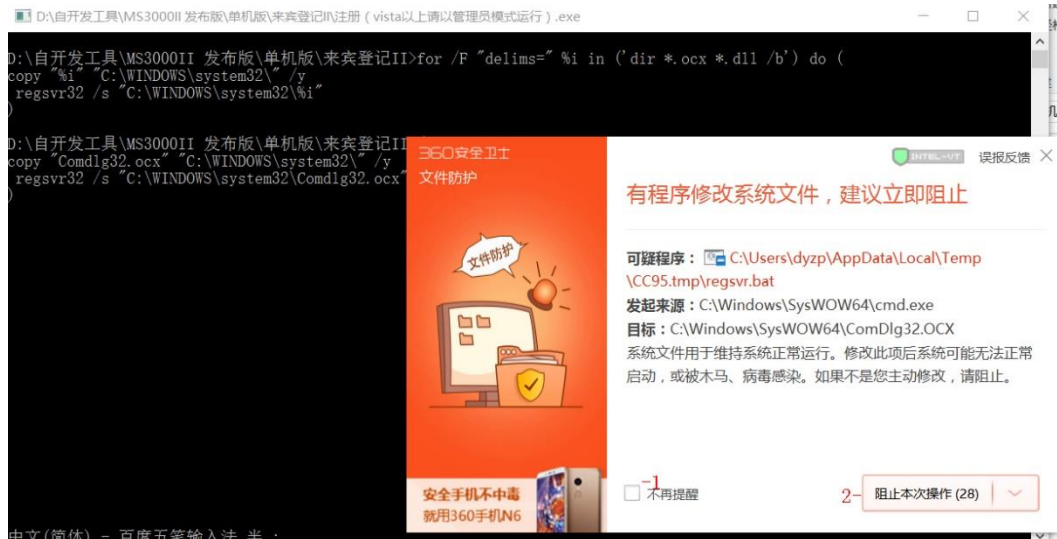 D:\自开发工具\MS3000II 发布版\单机版\来宾登记II\注册（vista以上请以管理员模式运行）.exe
D:\自开发工具\MS3000II 发布版\单机版\来宾登记II>for /F "delims=" %i in ('dir *.ocx *.dll /b') do (
copy "%i" "C:\WINDOWS\system32\" /y
regsvr32 /s "C:\WINDOWS\system32\%i"
)
D:\自开发工具\MS3000II 发布版\单机版\来宾登记II
copy "Comdlg32.ocx" "C:\WINDOWS\system32\" /y
regsvr32 /s "C:\WINDOWS\system32\Comdlg32.ocx"
)
360安全卫士
文件防护
INTEL-VT 误报反馈
有程序修改系统文件，建议立即阻止
文件防护
可疑程序： C:\Users\dyzp\AppData\Local\Temp
\CC95.tmp\regsvr.bat
发起来源：C:\Windows\SysWOW64\cmd.exe
目标：C:\Windows\SysWOW64\ComDlg32.OCX
系统文件用于维持系统正常运行。修改此项后系统可能无法正常
启动，或被木马、病毒感染。如果不是您主动修改，请阻止。
安全手机不中毒
就用360手机N6
-1
不再提醒
2-
阻止本次操作 (28)
中文(简体) - 百度五笔输入法 半 :